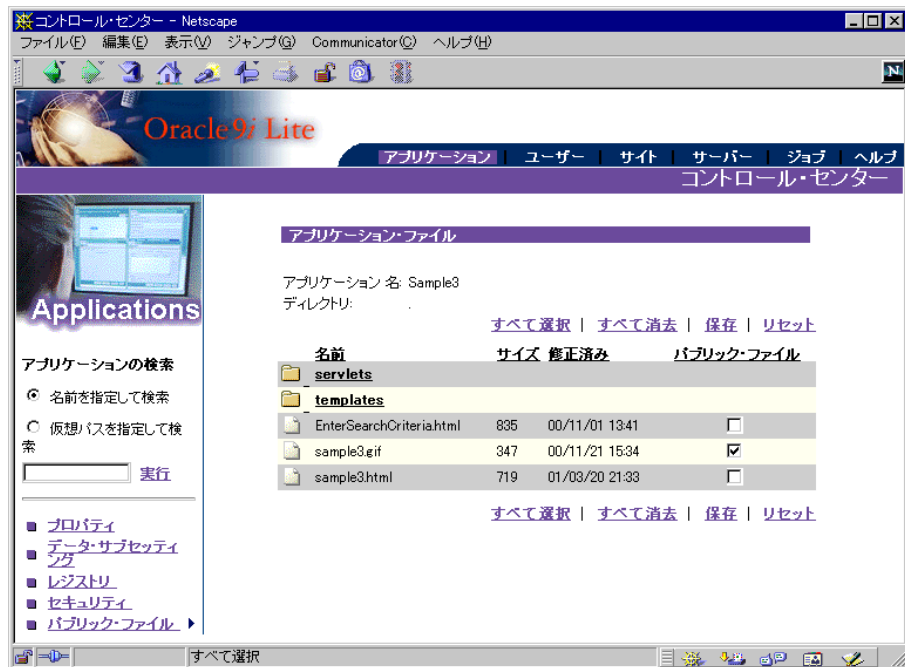 コントロール・センター - Netscape
ファイル(F) 編集(E) 表示(V) ジャンプ(G) Communicator(C) ヘルプ(H)
N
Oracle9i Lite
アプリケーション ユーザー サイト サーバー ジョブ ヘルプ
コントロール・センター
Applications
アプリケーションの検索
名前を指定して検索
仮想パスを指定して検
索
実行
プロパティ
データ・サブセッティ
ング
レジストリ
セキュリティ
パブリック・ファイル
アプリケーション・ファイル
アプリケーション 名: Sample3
ディレクトリ: .
すべて選択 | すべて消去 | 保存 | リセット
名前 サイズ 修正済み パブリック・ファイル
servlets
templates
EnterSearchCriteria.html 835 00/11/01 13:41
sample3.gif 347 00/11/21 15:34
sample3.html 719 01/03/20 21:33
すべて選択 | すべて消去 | 保存 | リセット
すべて選択